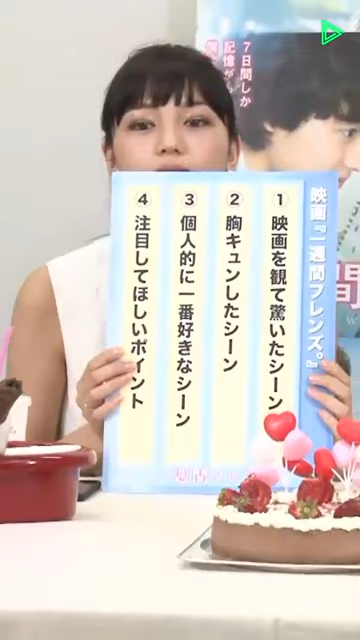 7日間しか
記憶が
映画『一週間フレンズ。』
① 映画を観て驚いたシーン
② 胸キュンしたシーン
③ 個人的に一番好きなシーン
④ 注目してほしいポイント
間